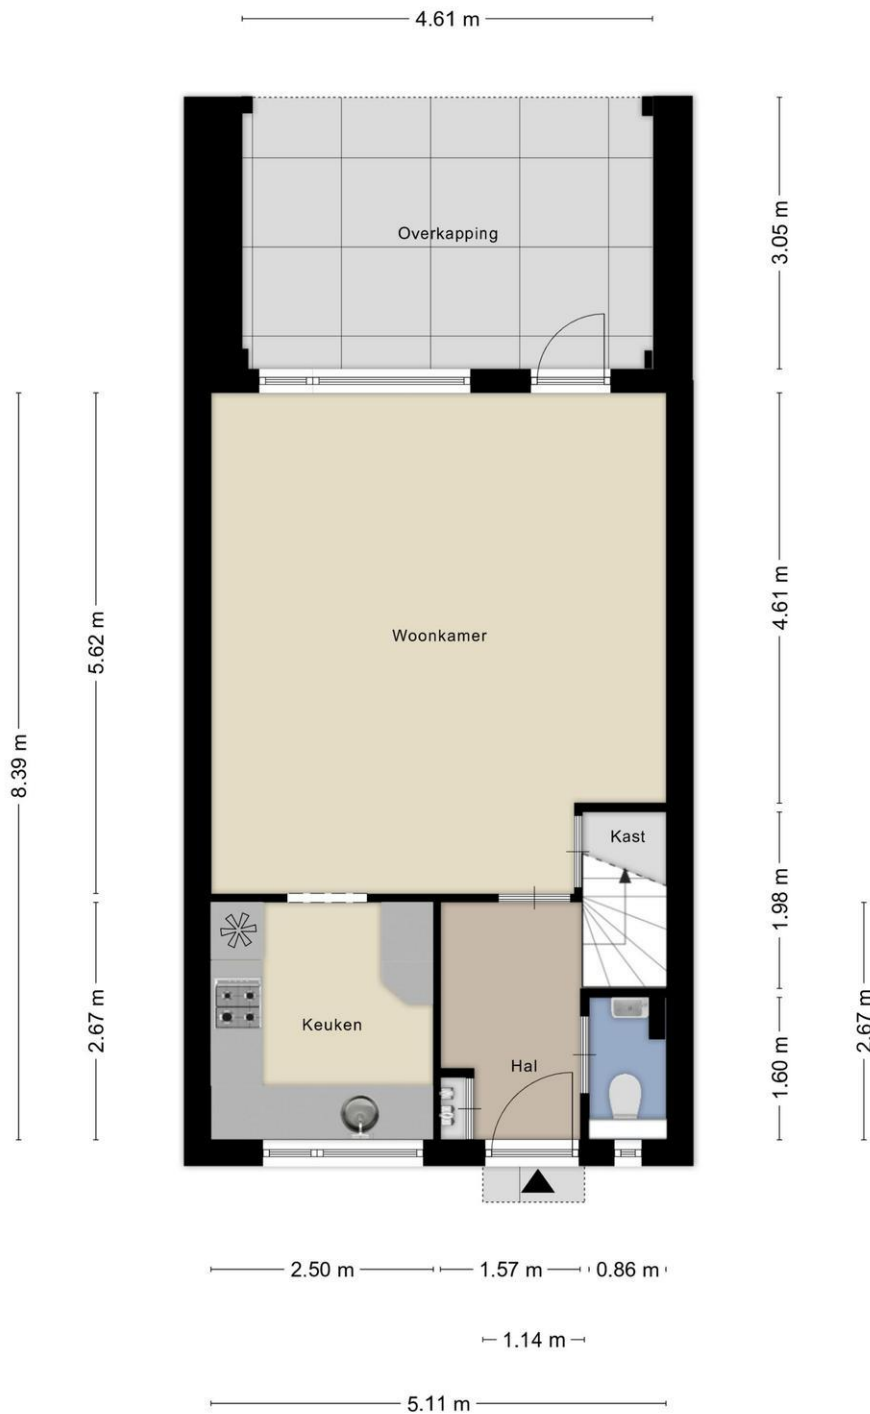 4.61 m
Overkapping
3.05 m
Woonkamer
4.61 m
5.62 m
8.39 m
Kast
1.98 m
Keuken
Hal
2.67 m
1.60 m
2.67 m
2.50 m
1.57 m
0.86 m
1.14 m
5.11 m